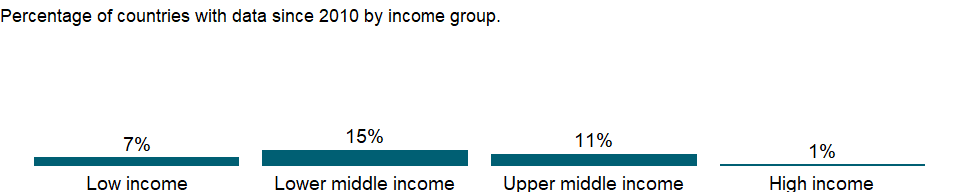 Percentage of countries with data since 2010 by income group.
7%
15%
11%
1%
Low income
Lower middle income
Upper middle income
High income